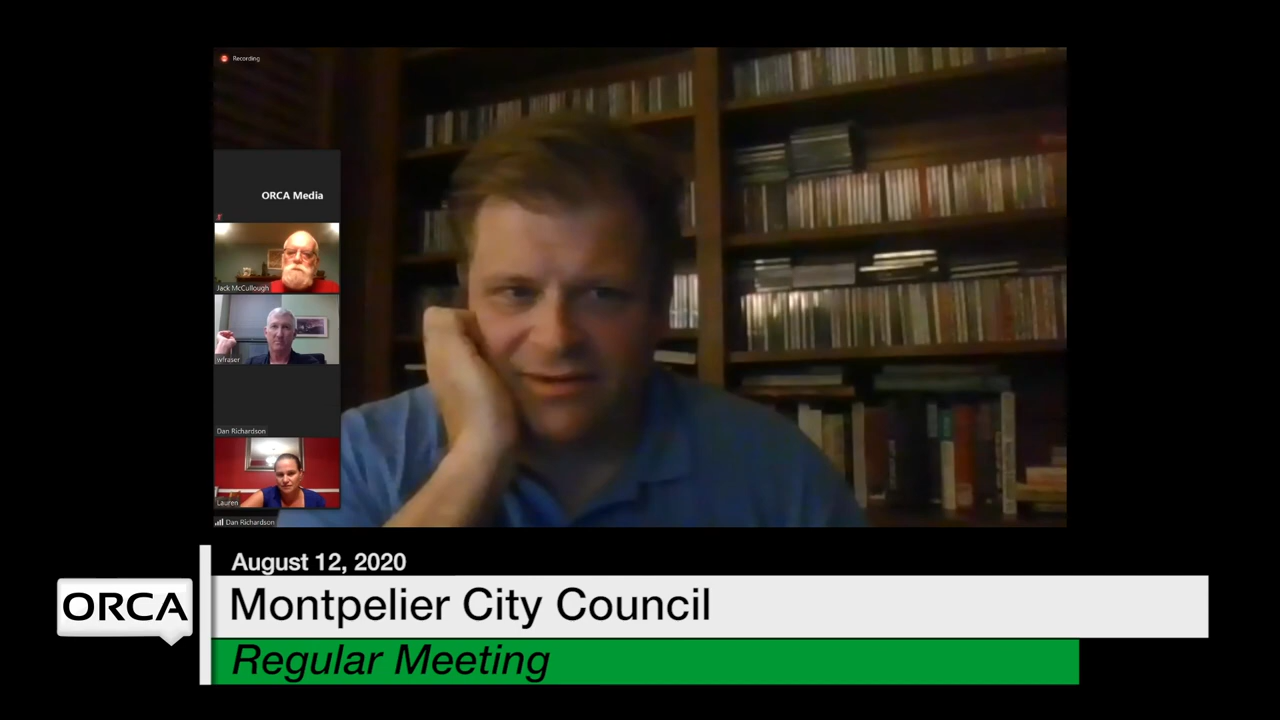 Recording
ORCA Media
Jack McCullough
wfraser
Dan Richardson
Lauren
Dan Richardson
August 12, 2020
ORCA
Montpelier City Council
Regular Meeting